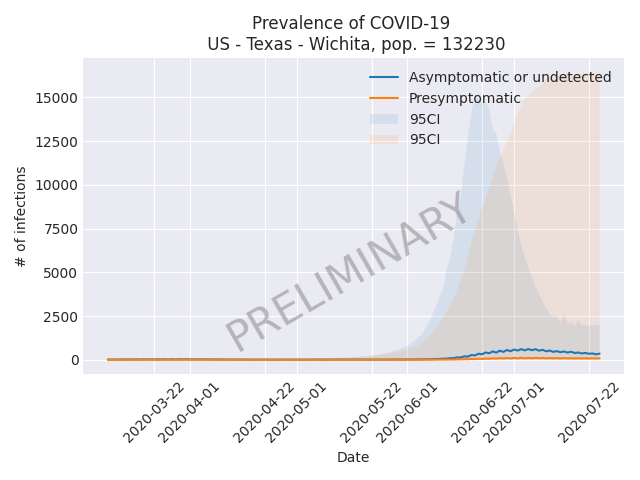 Prevalence of COVID-19
US - Texas - Wichita, pop. = 132230
Asymptomatic or undetected
Presymptomatic
95CI
95CI
15000
12500
10000
7500
5000
2500
0
# of infections
PRELIMINARY
2020-03-22
2020-04-01
2020-04-22
2020-05-01
2020-05-22
2020-06-01
2020-06-22
2020-07-01
2020-07-22
Date